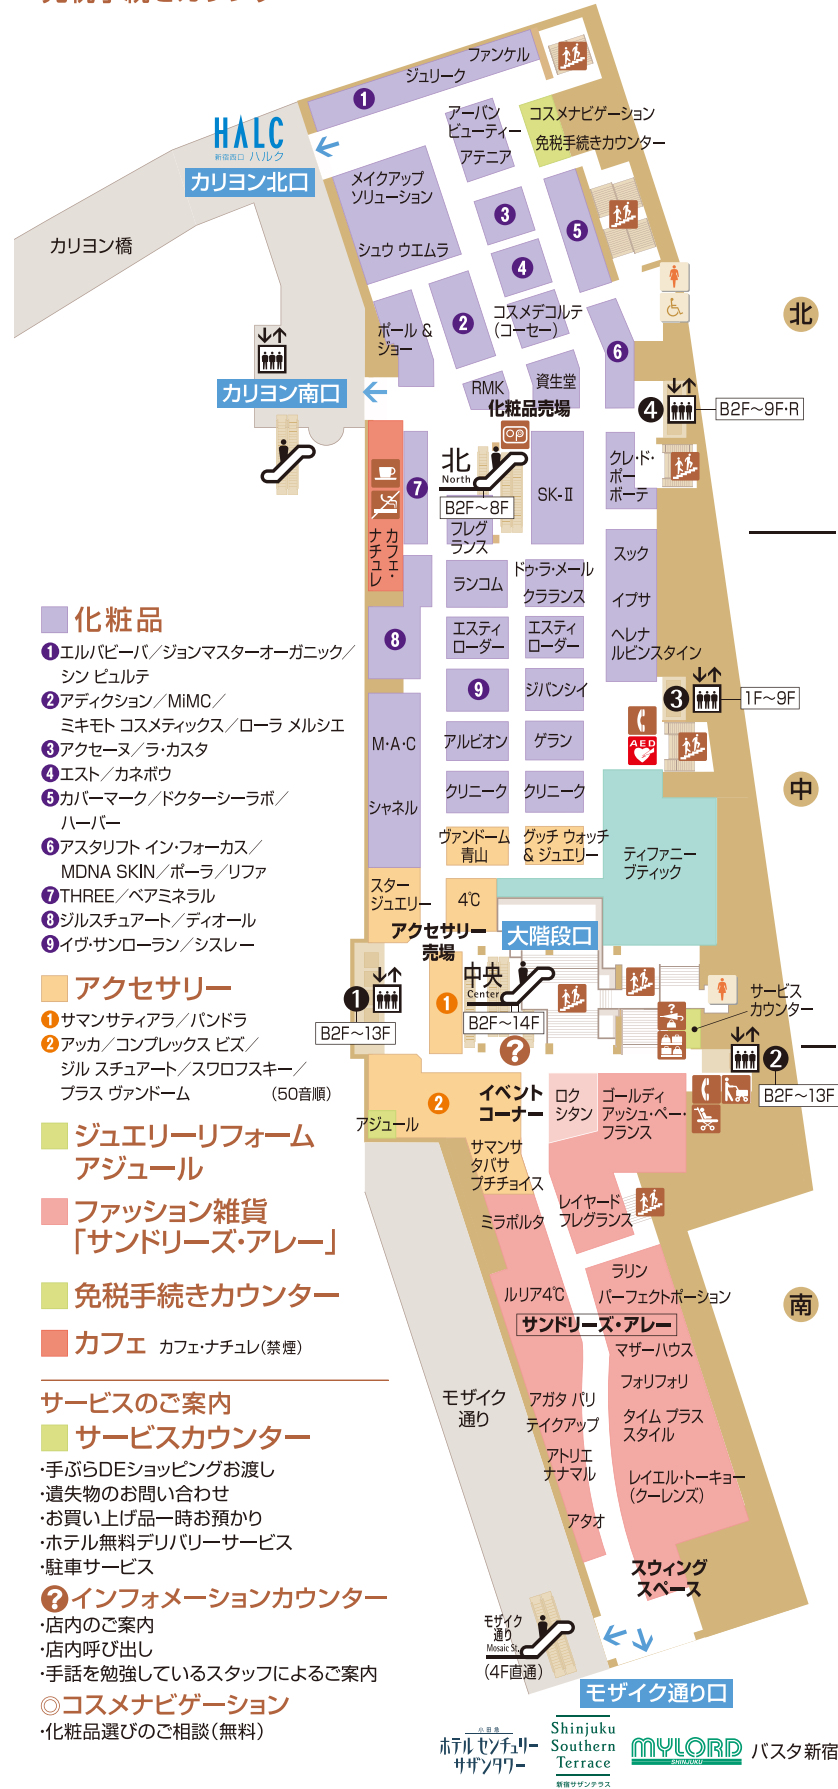 ファンケル
ジュリーク
1
HALC
新宿西口 ハルク
カリヨン北口
アーバン
ビューティー
アテニア
コスメナビゲーション
免税手続きカウンター
メイクアップ
ソリューション
シュウ ウエムラ
3
5
カリヨン橋
4
2
コスメデコルテ
(コーセー)
ポール &
ジョー
6
北
カリヨン南口
RMK
資生堂
化粧品売場
4
B2F〜9F・R
北
North
B2F〜8F
7
SK-II
クレ・ド・
ポー
ボーテ
カフェ・
ナチュレ
フレグ
ランス
スック
ランコム
ドゥ・ラ・メール
クラランス
イプサ
エスティ
ローダー
エスティ
ローダー
ヘレナ
ルビンスタイン
8
9
ジバンシイ
3
1F〜9F
M・A・C
アルビオン
ゲラン
AED
シャネル
クリニーク
クリニーク
中
ヴァンドーム
青山
グッチ ウォッチ
& ジュエリー
ティファニー
ブティック
スター
ジュエリー
4℃
アクセサリー
売場
大階段口
中央
Center
B2F〜14F
1
1
B2F〜13F
?
サービス
カウンター
2
B2F〜13F
2
アジュール
イベント
コーナー
ロク
シタン
ゴールディ
アッシュ・ペー・
フランス
サマンサ
タバサ
プチチョイス
ミラポルタ
レイヤード
フレグランス
ラリン
ルリア4℃
パーフェクトポーション
サンドリーズ・アレー
マザーハウス
南
フォリフォリ
モザイク
通り
アガタ パリ
テイクアップ
タイム プラス
スタイル
アトリエ
ナナマル
レイエル・トーキョー
(クーレンズ)
アタオ
スウィング
スペース
モザイク
通り
Mosaic St.
(4F直通)
モザイク通り口
小田急
ホテル センチュリー
サザンタワー
Shinjuku
Southern
Terrace
新宿サザンテラス
MYLORD
SHINJUKU
バスタ新宿
化粧品
1エルバビーバ/ジョンマスターオーガニック/
シン ピュルテ
2アディクション/MiMC/
ミキモト コスメティックス/ローラ メルシエ
3アクセーヌ/ラ・カスタ
4エスト/カネボウ
5カバーマーク/ドクターシーラボ/
ハーバー
6アスタリフト イン・フォーカス/
MDNA SKIN/ポーラ/リファ
7THREE/ベアミネラル
8ジルスチュアート/ディオール
9イヴ・サンローラン/シスレー
アクセサリー
1サマンサティアラ/パンドラ
2アッカ/コンプレックス ビズ/
ジル スチュアート/スワロフスキー/
プラス ヴァンドーム (50音順)
ジュエリーリフォーム
アジュール
ファッション雑貨
「サンドリーズ・アレー」
免税手続きカウンター
カフェ カフェ・ナチュレ(禁煙)
サービスのご案内
サービスカウンター
・手ぶらDEショッピングお渡し
・遺失物のお問い合わせ
・お買い上げ品一時お預かり
・ホテル無料デリバリーサービス
・駐車サービス
?インフォメーションカウンター
・店内のご案内
・店内呼び出し
・手話を勉強しているスタッフによるご案内
◎コスメナビゲーション
・化粧品選びのご相談(無料)